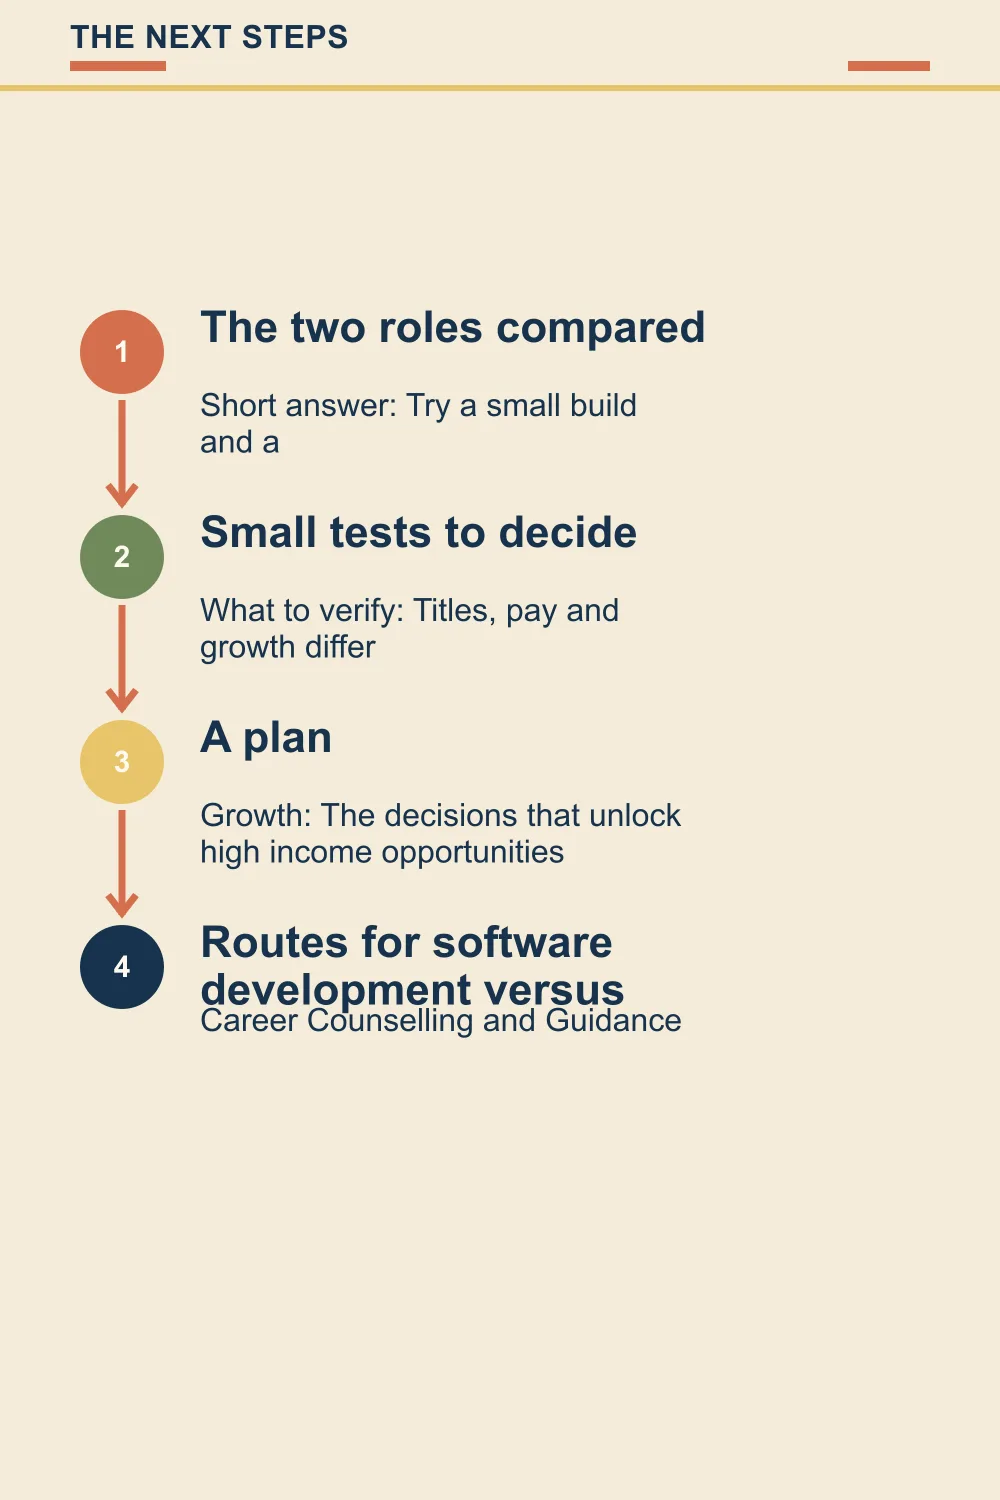 THE NEXT STEPS
1
The two roles compared
Short answer: Try a small build
and a
2
Small tests to decide
What to verify: Titles, pay and
growth differ
3
A plan
Growth: The decisions that unlock
high income opportunities
4
Routes for software
development versus
Career Counselling and Guidance